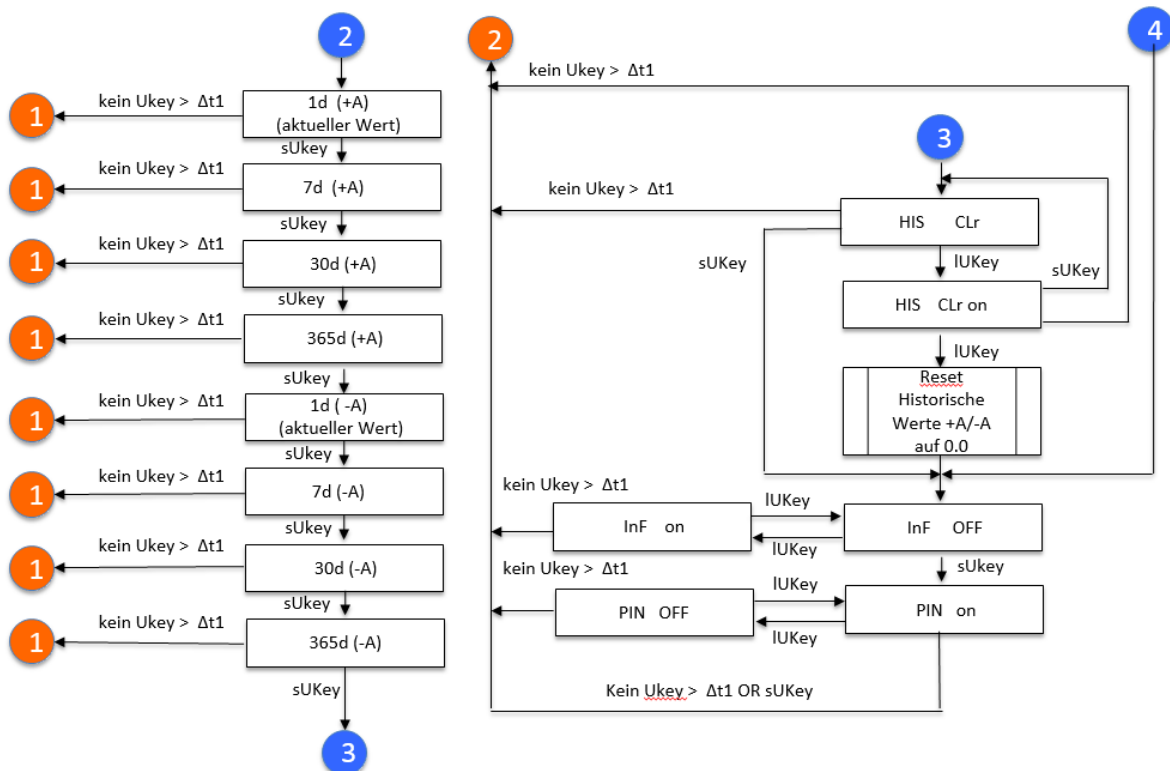 2
kein Ukey > Δt1
1
1d (+A)
(aktueller Wert)
sUkey
kein Ukey > Δt1
1
7d (+A)
sUkey
kein Ukey > Δt1
1
30d (+A)
sUkey
kein Ukey > Δt1
1
365d (+A)
sUkey
kein Ukey > Δt1
1
1d ( -A)
(aktueller Wert)
sUkey
kein Ukey > Δt1
1
7d (-A)
sUkey
kein Ukey > Δt1
1
30d (-A)
sUkey
kein Ukey > Δt1
1
365d (-A)
sUKey
3
2
4
kein Ukey > Δt1
3
kein Ukey > Δt1
HIS CLr
sUKey
lUKey
sUKey
HIS CLr on
lUKey
Reset
Historische
Werte +A/-A
auf 0.0
kein Ukey > Δt1
lUKey
InF on
InF OFF
lUKey
sUkey
kein Ukey > Δt1
lUKey
PIN OFF
PIN on
lUKey
Kein Ukey > Δt1 OR sUKey